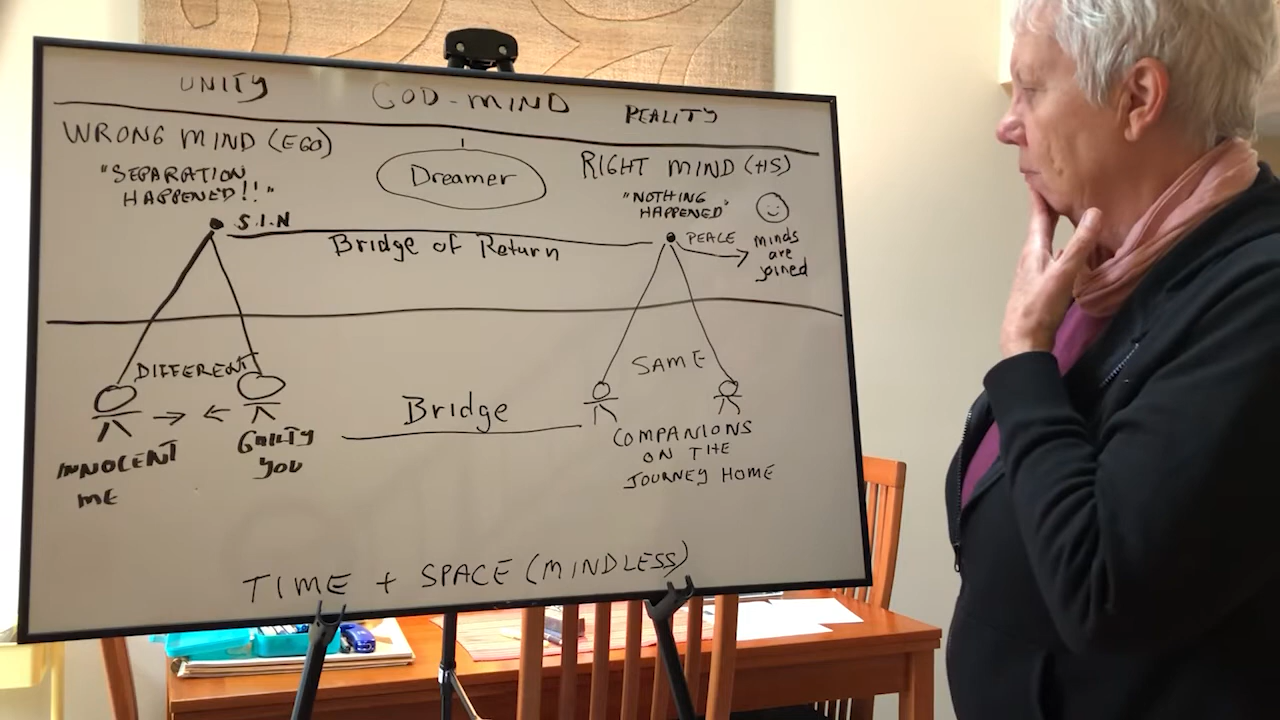 UNITY GOD-MIND REALITY
WRONG MIND (EGO)
"SEPARATION
HAPPENED!!"
S.I.N
Dreamer
RIGHT MIND (HS)
"NOTHING
HAPPENED"
PEACE
minds
are
joined
Bridge of Return
DIFFERENT
INNOCENT
ME
GUILTY
YOU
Bridge
SAME
COMPANIONS
ON THE
JOURNEY HOME
TIME + SPACE (MINDLESS)